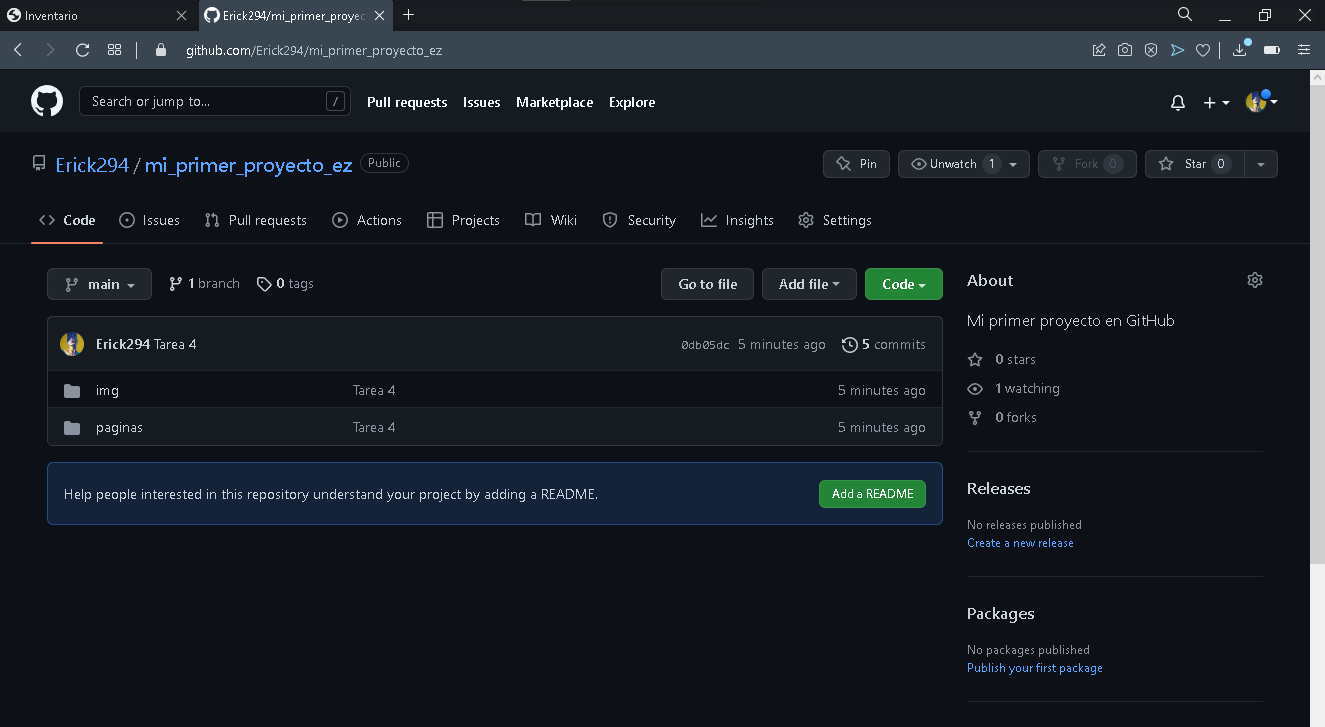 Inventario
Erick294/mi_primer_proyec
github.com/Erick294/mi_primer_proyecto_ez
Search or jump to... /
Pull requests Issues Marketplace Explore
Erick294 / mi_primer_proyecto_ez Public
Pin Unwatch 1 Fork 0 Star 0
Code Issues Pull requests Actions Projects Wiki Security Insights Settings
main 1 branch 0 tags Go to file Add file Code
Erick294 Tarea 4 0db05dc 5 minutes ago 5 commits
img Tarea 4 5 minutes ago
paginas Tarea 4 5 minutes ago
Help people interested in this repository understand your project by adding a README. Add a README
About
Mi primer proyecto en GitHub
0 stars
1 watching
0 forks
Releases
No releases published
Create a new release
Packages
No packages published
Publish your first package